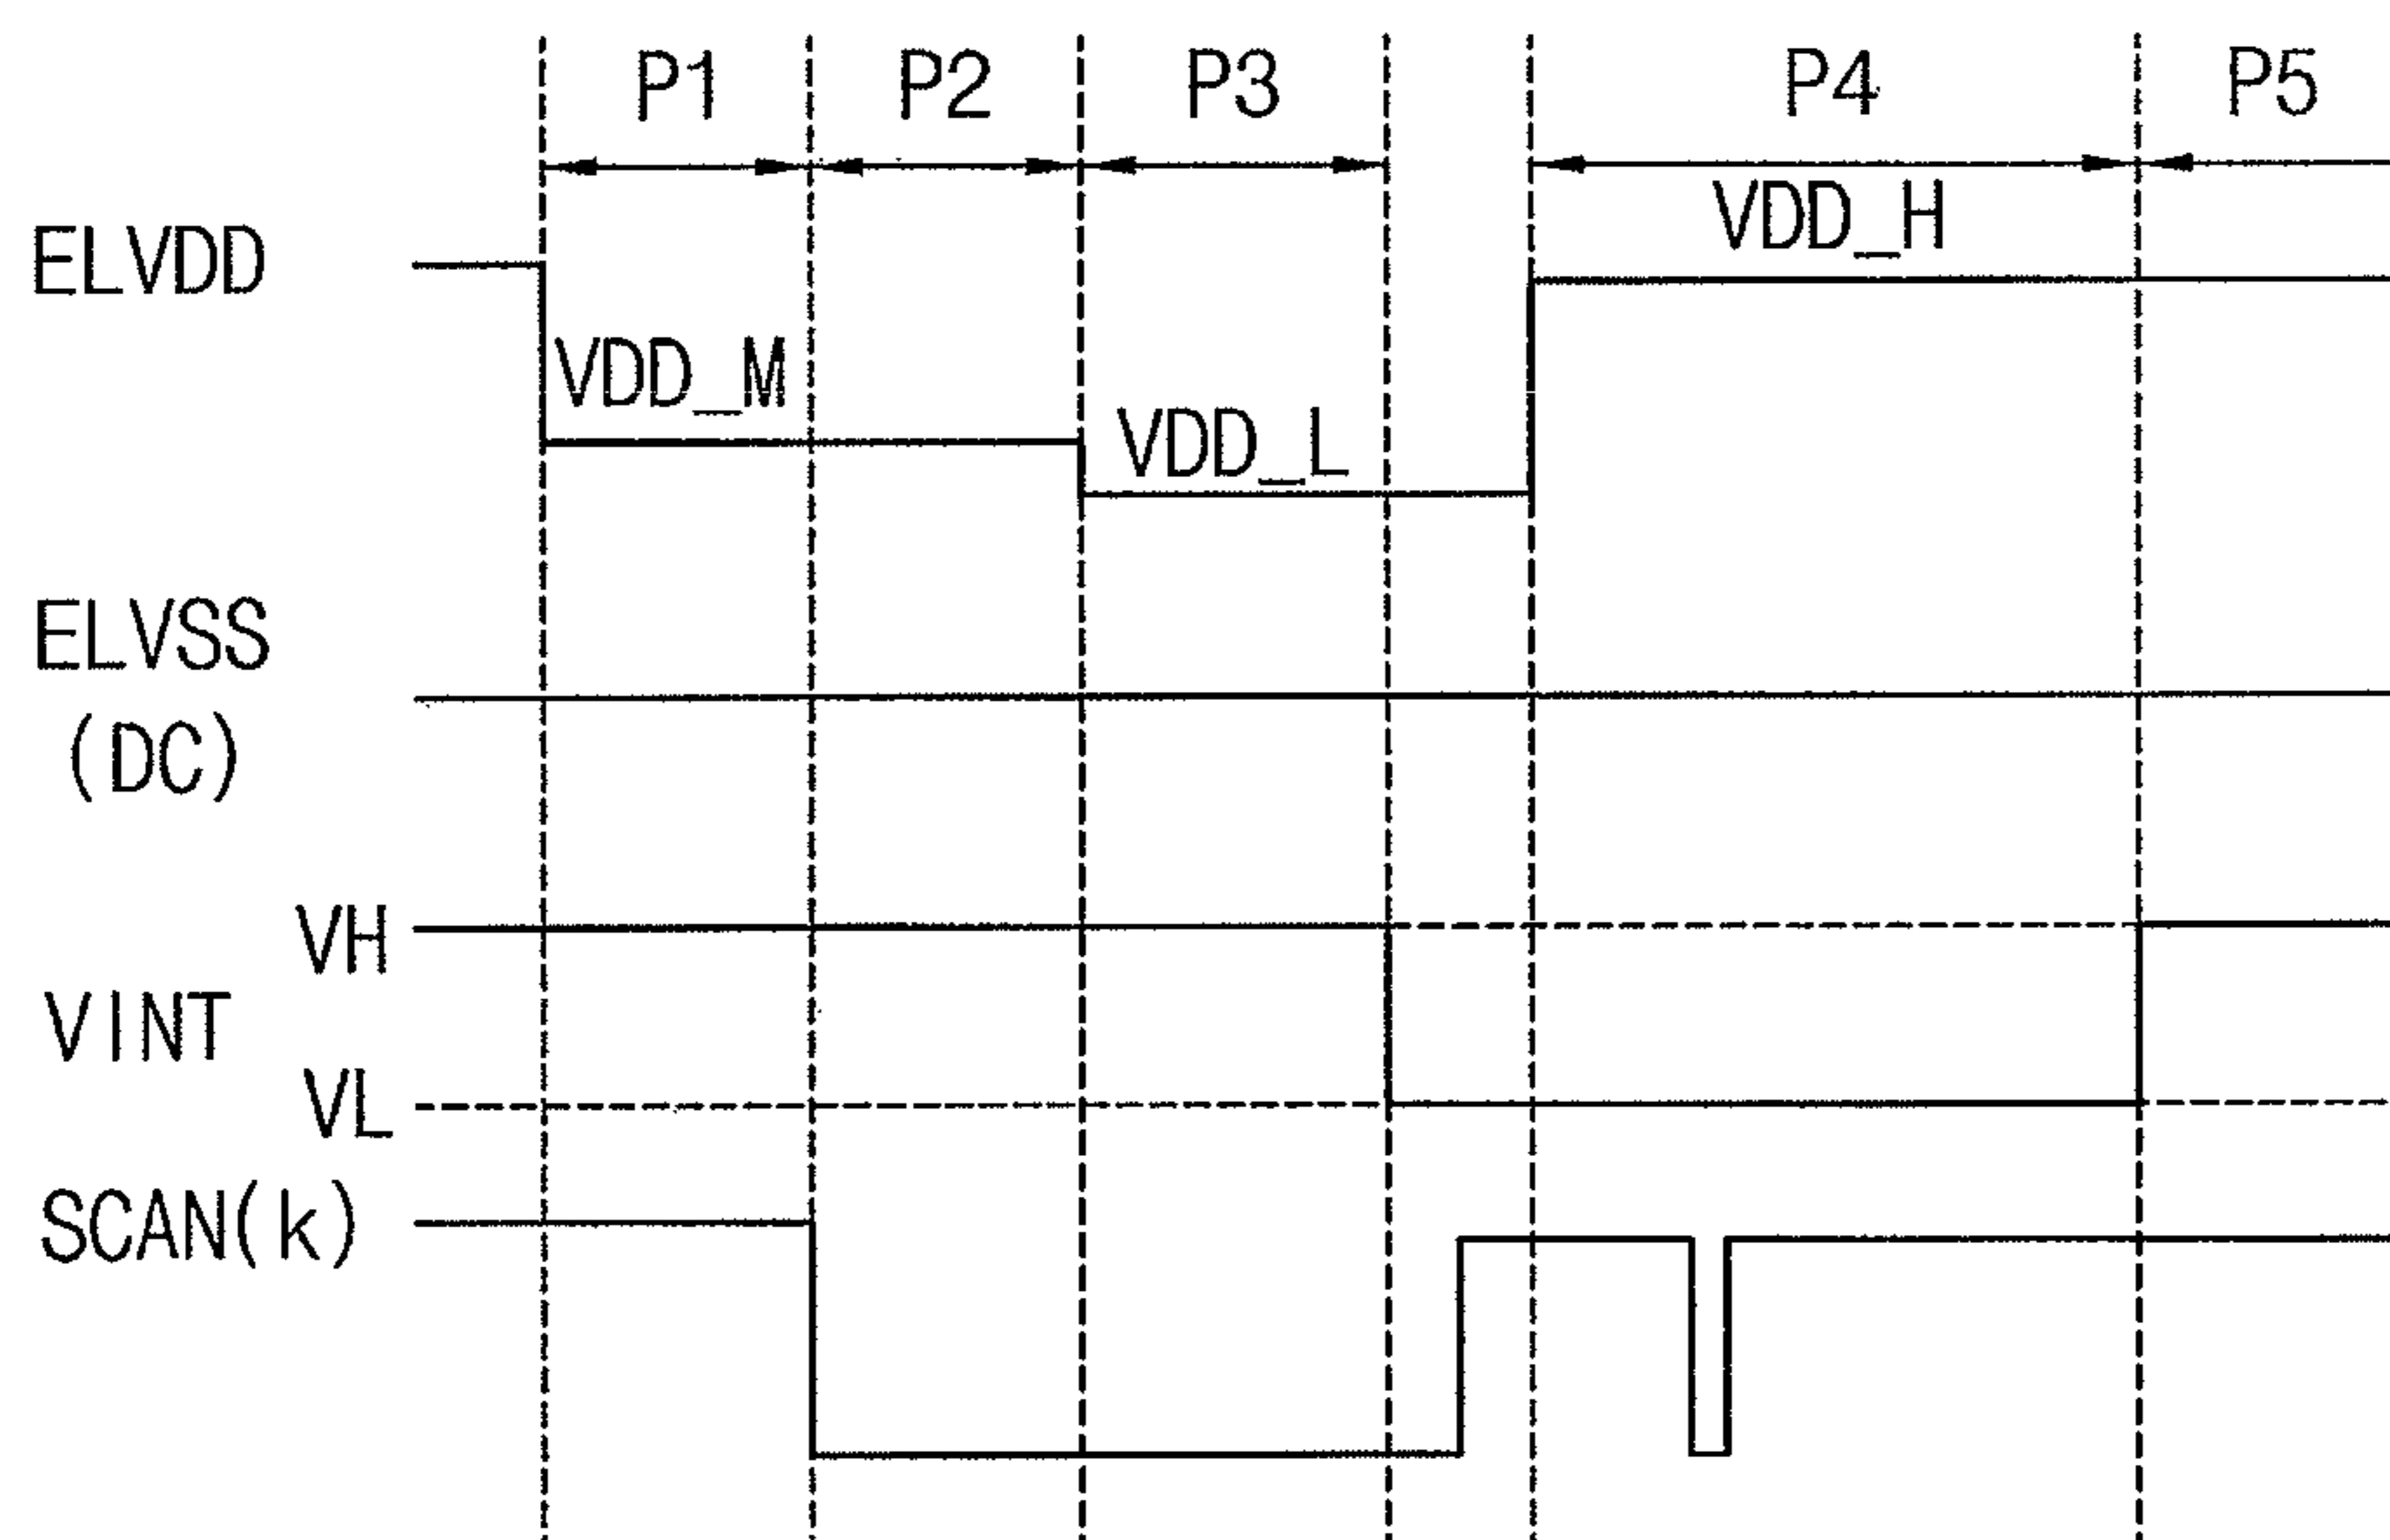 P1 P2 P3 P4 P5
VDD_H
ELVDD
VDD_M
VDD_L
ELVSS
(DC)
VH
VINT
VL
SCAN(k)